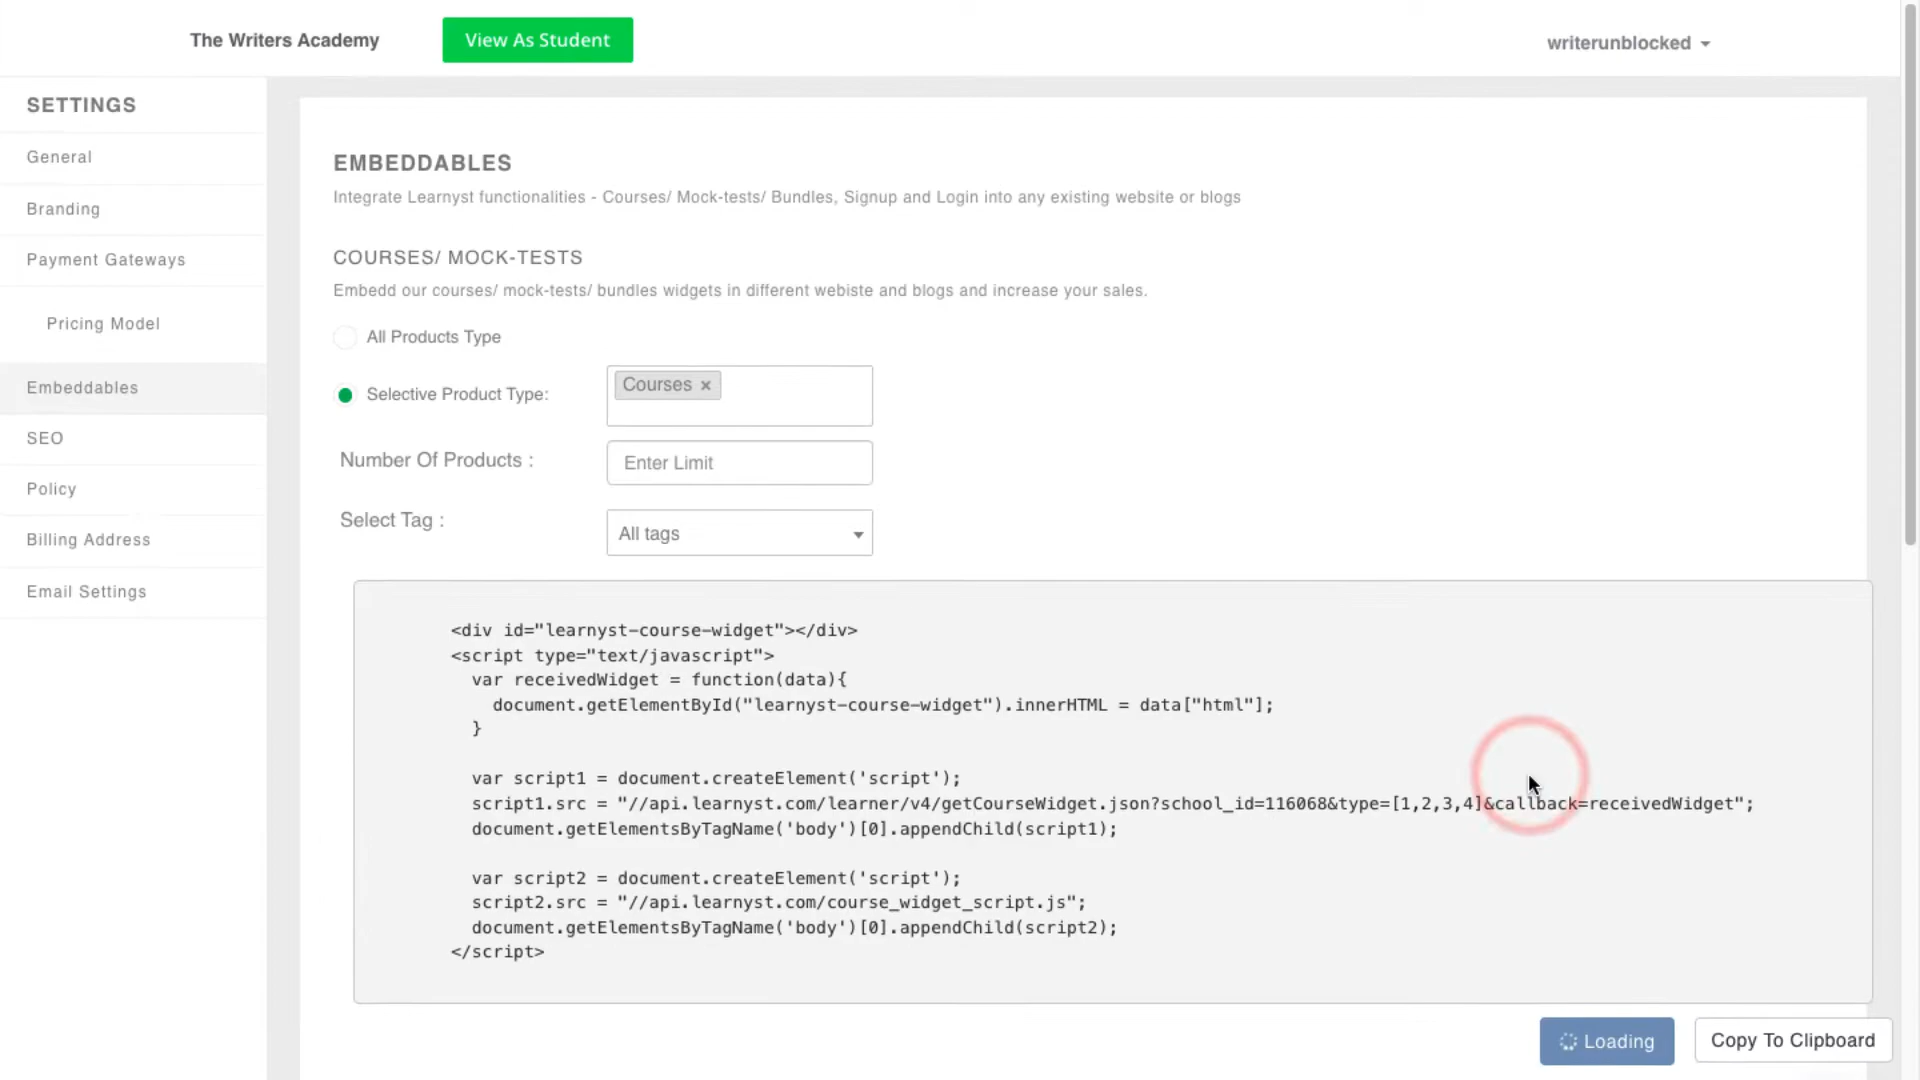 The Writers Academy
View As Student
writerunblocked
SETTINGS
General
Branding
Payment Gateways
Pricing Model
Embeddables
SEO
Policy
Billing Address
Email Settings
EMBEDDABLES
Integrate Learnyst functionalities - Courses/ Mock-tests/ Bundles, Signup and Login into any existing website or blogs
COURSES/ MOCK-TESTS
Embedd our courses/ mock-tests/ bundles widgets in different webiste and blogs and increase your sales.
All Products Type
Selective Product Type:
Courses ×
Number Of Products :
Enter Limit
Select Tag :
All tags
<div id="learnyst-course-widget"></div>
<script type="text/javascript">
var receivedWidget = function(data){
document.getElementById("learnyst-course-widget").innerHTML = data["html"];
}
var script1 = document.createElement('script');
script1.src = "//api.learnyst.com/learner/v4/getCourseWidget.json?school_id=116068&type=[1,2,3,4]&callback=receivedWidget";
document.getElementsByTagName('body')[0].appendChild(script1);
var script2 = document.createElement('script');
script2.src = "//api.learnyst.com/course_widget_script.js";
document.getElementsByTagName('body')[0].appendChild(script2);
</script>
Loading
Copy To Clipboard